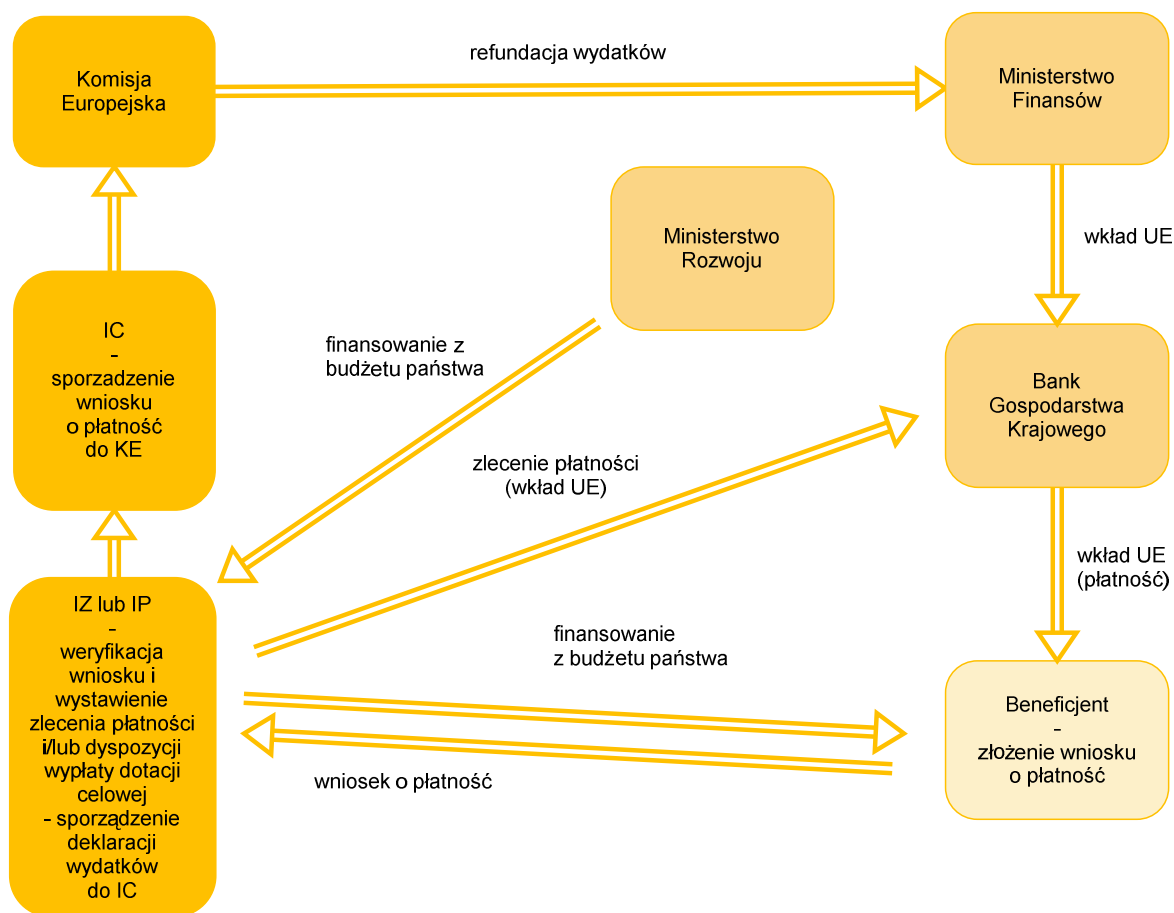 refundacja wydatków
Komisja
Europejska
Ministerstwo
Finansów
Ministerstwo
Rozwoju
wkład UE
IC
-
sporzadzenie
wniosku
o płatność
do KE
finansowanie z
budżetu państwa
Bank
Gospodarstwa
Krajowego
zlecenie płatności
(wkład UE)
wkład UE
(płatność)
IZ lub IP
-
weryfikacja
wniosku i
wystawienie
zlecenia płatności
i/lub dyspozycji
wypłaty dotacji
celowej
- sporządzenie
deklaracji
wydatków
do IC
finansowanie
z budżetu państwa
Beneficjent
-
złożenie wniosku
o płatność
wniosek o płatność